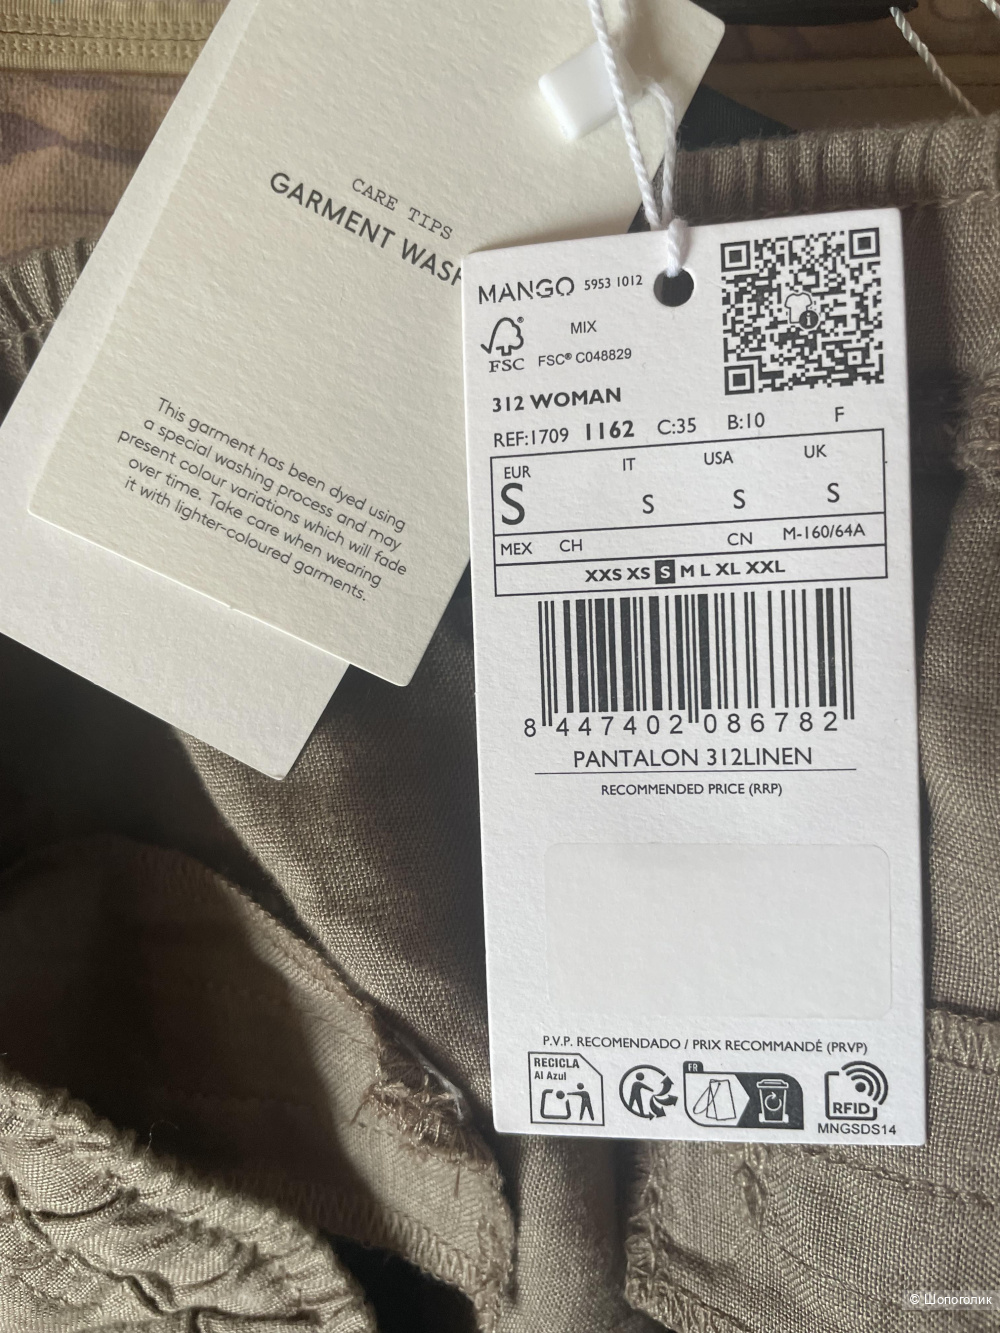 CARE TIPS
GARMENT WASH
This garment has been dyed using
a special washing process and may
present colour variations which will fade
over time. Take care when wearing
it with lighter-coloured garments.
MANGO 5953 1012
MIX
FSC FSC® C048829
312 WOMAN
REF:1709 1162 C:35 B:10 F
EUR IT USA UK
S S S S
MEX CH CN M-160/64A
XXS XS S M L XL XXL
8 447402 086782
PANTALON 312LINEN
RECOMMENDED PRICE (RRP)
P.V.P. RECOMENDADO / PRIX RECOMMANDÉ (PRVP)
RECICLA
Al Azul
FR
RFID
MNGSDS14
© Шопоголик